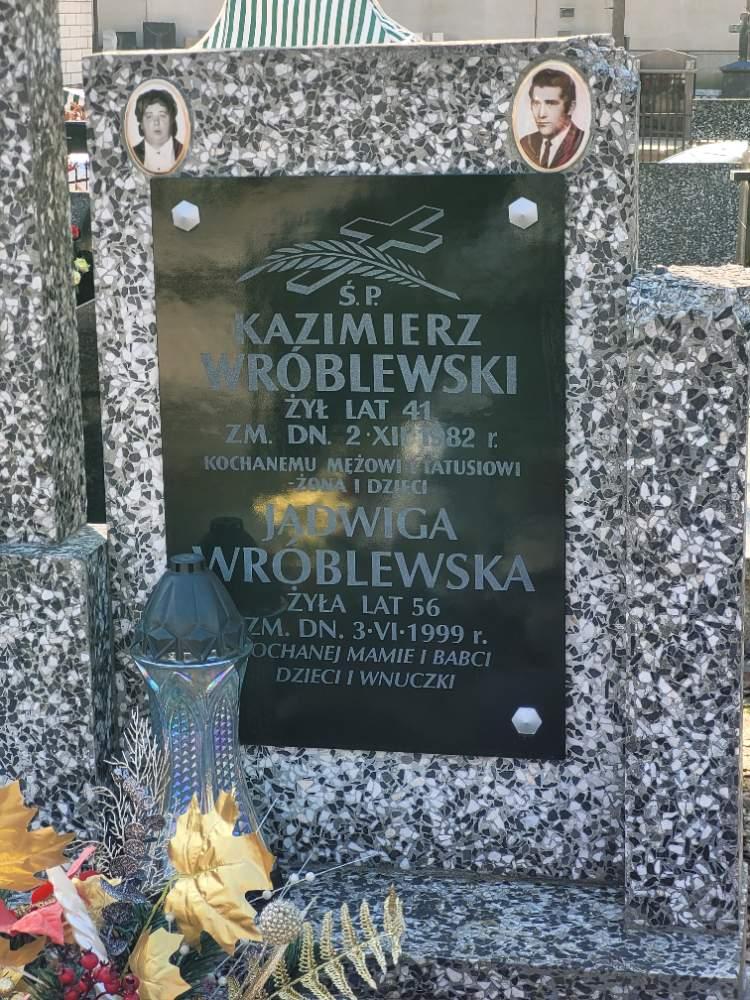 Ś.P.
KAZIMIERZ
WRÓBLEWSKI
ŻYŁ LAT 41
ZM. DN. 2·XII·1982 r.
KOCHANEMU MĘŻOWI I TATUSIOWI
-ŻONA I DZIECI
JADWIGA
WRÓBLEWSKA
ŻYŁA LAT 56
ZM. DN. 3·VI·1999 r.
KOCHANEJ MAMIE I BABCI
DZIECI I WNUCZKI